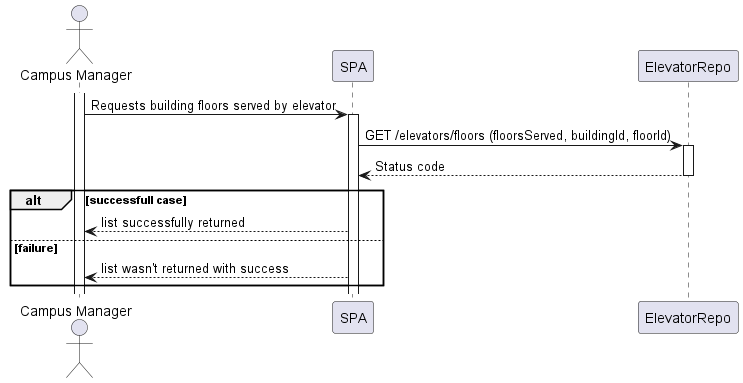 Campus Manager
SPA
ElevatorRepo
Requests building floors served by elevator
GET /elevators/floors (floorsServed, buildingId, floorId)
Status code
alt
[successfull case]
list successfully returned
[failure]
list wasn't returned with success
Campus Manager
SPA
ElevatorRepo